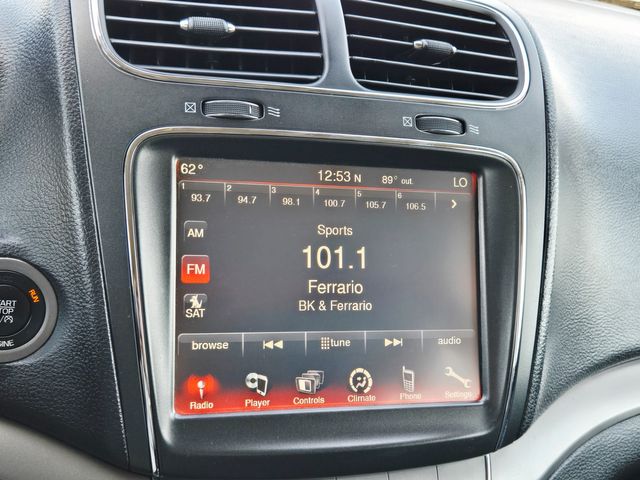 62° 12:53 N 89° out. LO
1 2 3 4 5 6
93.7 94.7 98.1 100.7 105.7 106.5
Sports
AM
101.1
FM
Ferrario
BK & Ferrario
SAT
browse tune audio
Radio Player Controls Climate Phone Settings
RUN
START
STOP